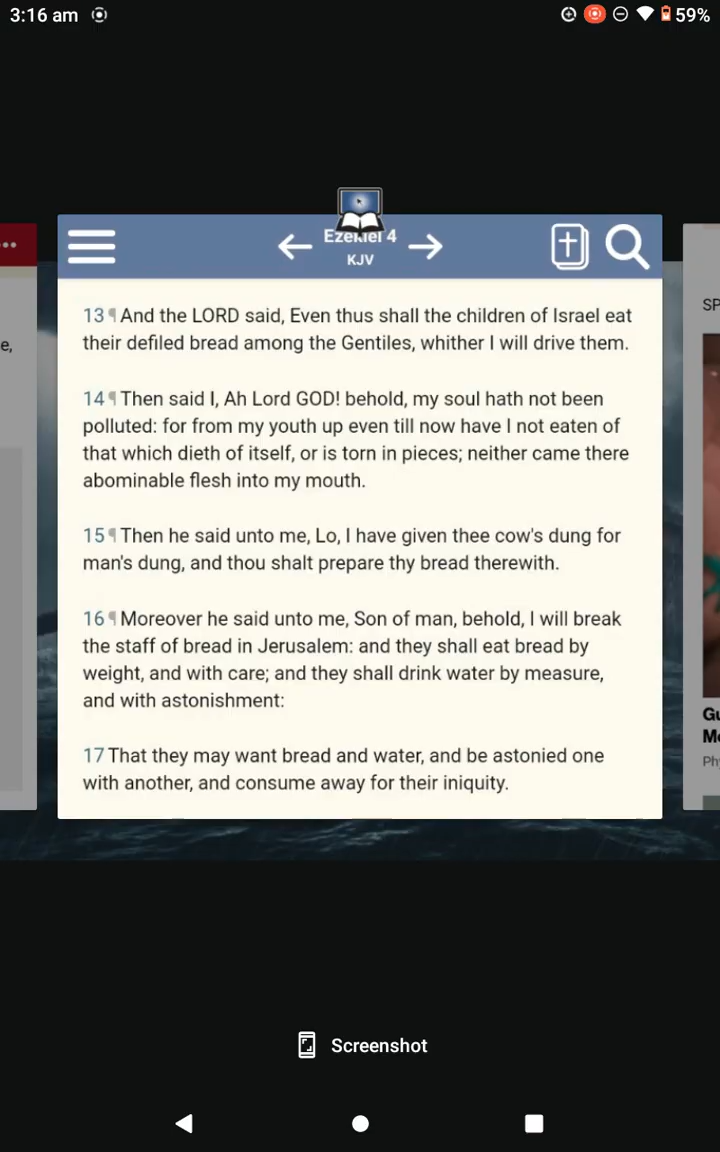 3:16 am
59%
Ezekiel 4
KJV
e,
SP
13 ¶ And the LORD said, Even thus shall the children of Israel eat
their defiled bread among the Gentiles, whither I will drive them.
14 ¶ Then said I, Ah Lord GOD! behold, my soul hath not been
polluted: for from my youth up even till now have I not eaten of
that which dieth of itself, or is torn in pieces; neither came there
abominable flesh into my mouth.
15 ¶ Then he said unto me, Lo, I have given thee cow's dung for
man's dung, and thou shalt prepare thy bread therewith.
16 ¶ Moreover he said unto me, Son of man, behold, I will break
the staff of bread in Jerusalem: and they shall eat bread by
weight, and with care; and they shall drink water by measure,
and with astonishment:
17 That they may want bread and water, and be astonied one
with another, and consume away for their iniquity.
Gu
Me
Phy
Screenshot